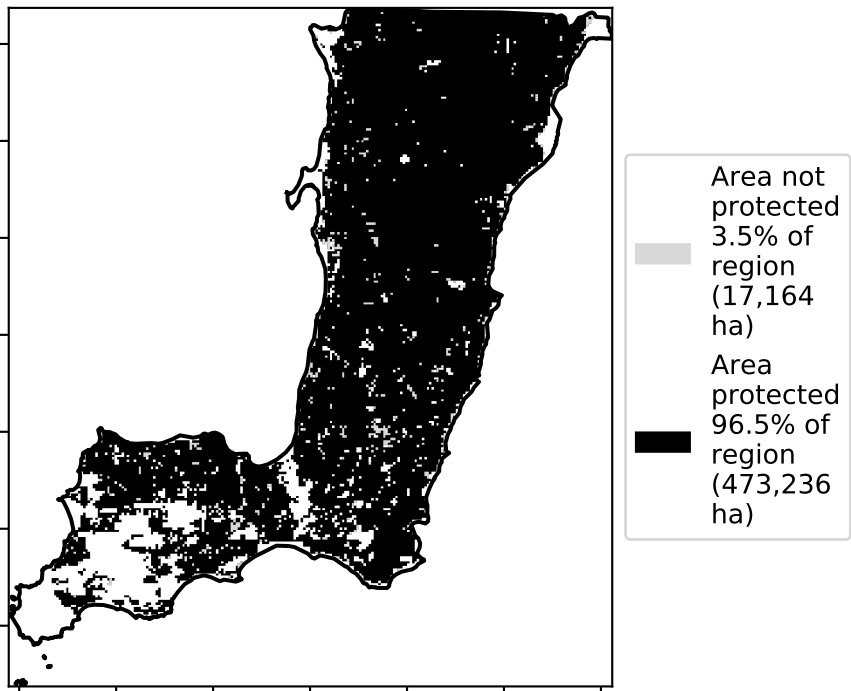 Area not
protected
3.5% of
region
(17,164
ha)
Area
protected
96.5% of
region
(473,236
ha)